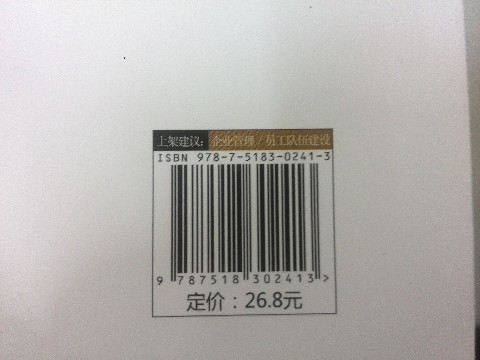 上架建议：企业管理/员工队伍建设
ISBN 978-7-5183-0241-3
9 787518 302413 >
定价：26.8元